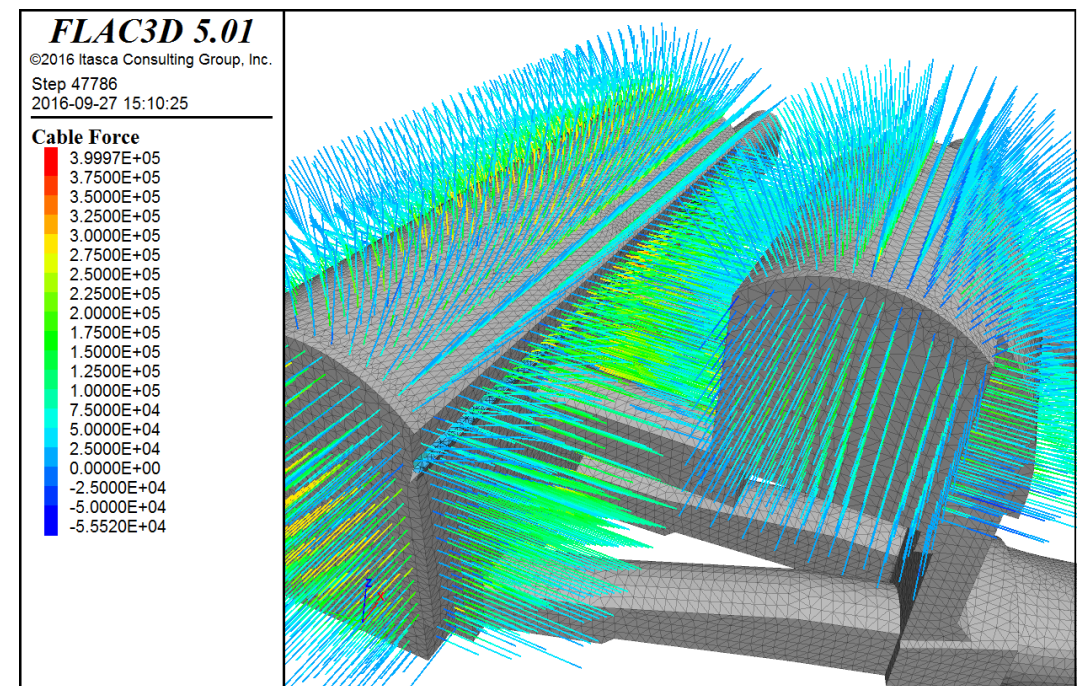 FLAC3D 5.01
©2016 Itasca Consulting Group, Inc.
Step 47786
2016-09-27 15:10:25
Cable Force
3.9997E+05
3.7500E+05
3.5000E+05
3.2500E+05
3.0000E+05
2.7500E+05
2.5000E+05
2.2500E+05
2.0000E+05
1.7500E+05
1.5000E+05
1.2500E+05
1.0000E+05
7.5000E+04
5.0000E+04
2.5000E+04
0.0000E+00
-2.5000E+04
-5.0000E+04
-5.5520E+04
Z
X